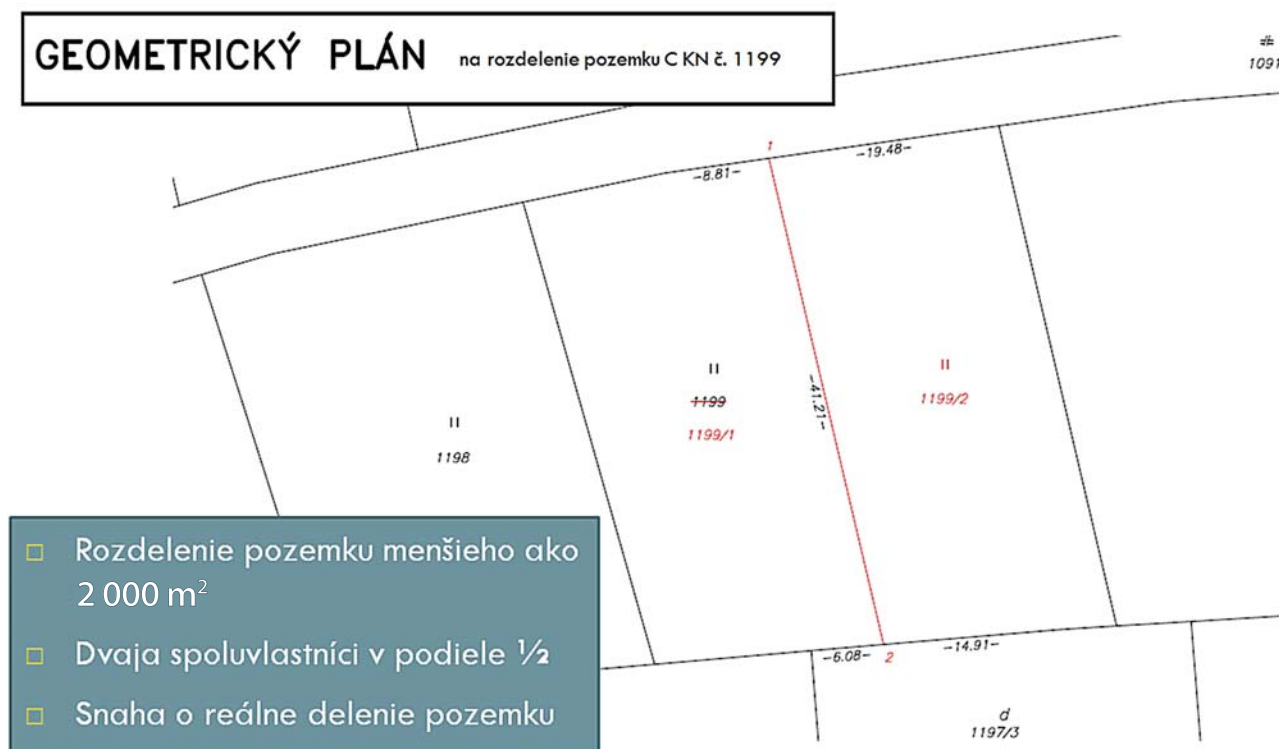 GEOMETRICKÝ PLÁN na rozdelenie pozemku C KN č. 1199
1091
1
-8.81-
-19.48-
II
1199
1199/1
-41.21-
II
1199/2
II
1198
Rozdelenie pozemku menšieho ako
2 000 m²
Dvaja spoluvlastníci v podiele ½
Snaha o reálne delenie pozemku
-6.08-
2
-14.91-
d
1197/3